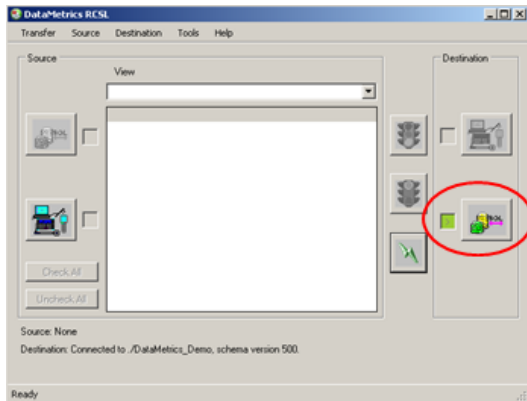 DataMetrics RCSL
Transfer Source Destination Tools Help
Source
Destination
View
Check All
Uncheck All
Source: None
Destination: Connected to ./DataMetrics_Demo, schema version 500.
Ready